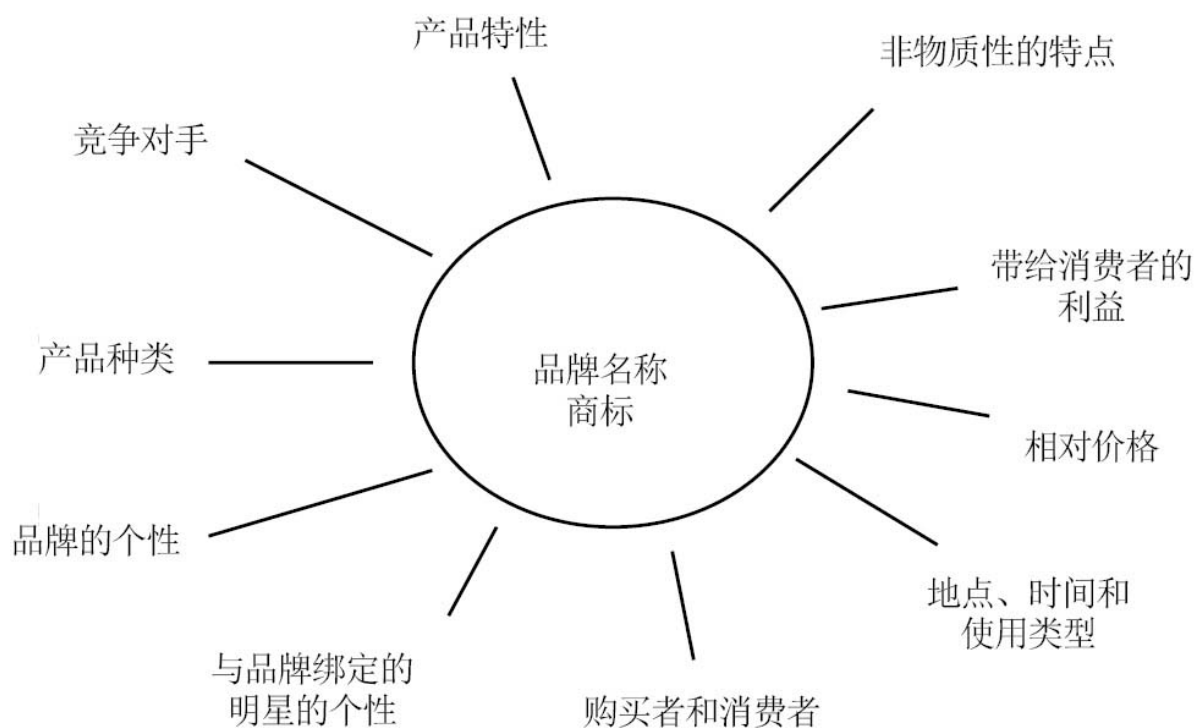 产品特性
非物质性的特点
竞争对手
带给消费者的
利益
产品种类
品牌名称
商标
相对价格
品牌的个性
地点、时间和
使用类型
与品牌绑定的
明星的个性
购买者和消费者